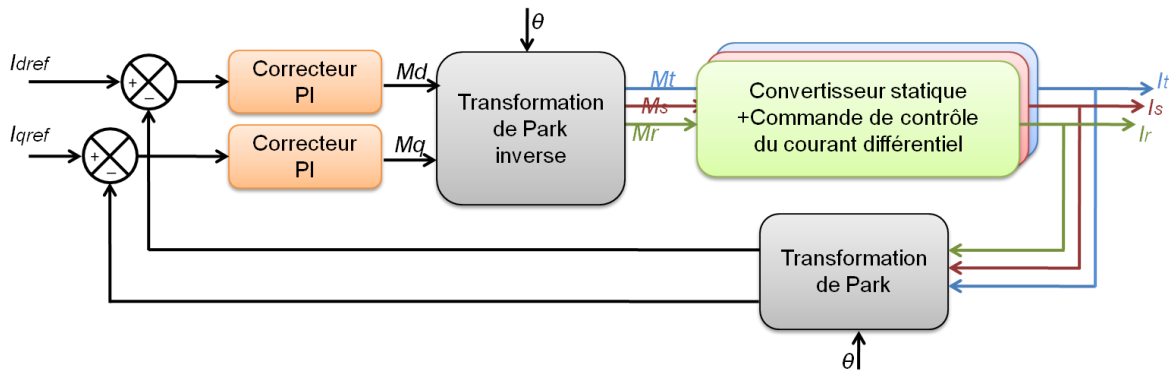 θ
Idref
+
−
Correcteur
PI
Md
Transformation
de Park
inverse
Mt
Ms
Mr
Convertisseur statique
+Commande de contrôle
du courant différentiel
It
Is
Ir
Iqref
+
−
Correcteur
PI
Mq
Transformation
de Park
θ